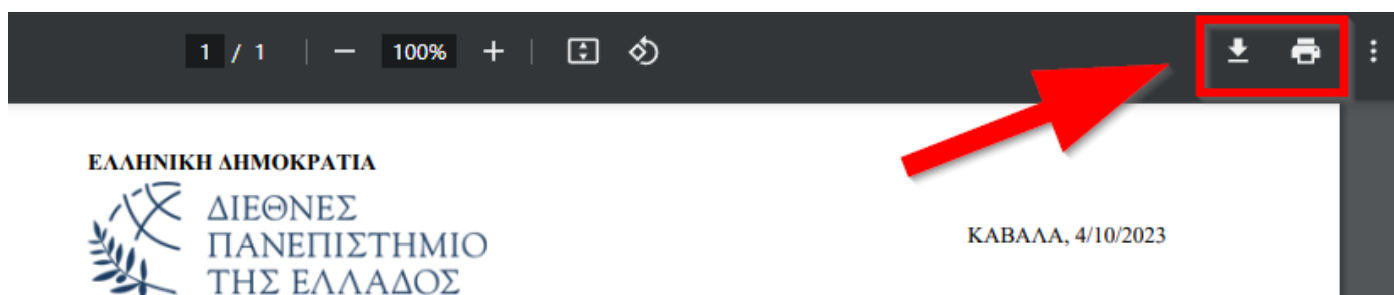 1 / 1 100%
ΕΛΛΗΝΙΚΗ ΔΗΜΟΚΡΑΤΙΑ
ΔΙΕΘΝΕΣ
ΠΑΝΕΠΙΣΤΗΜΙΟ
ΤΗΣ ΕΛΛΑΔΟΣ
ΚΑΒΑΛΑ, 4/10/2023